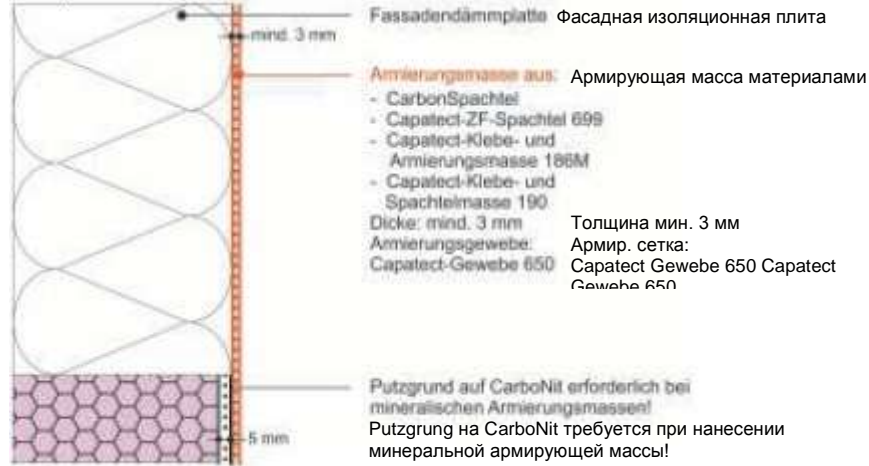 Fassadendämmplatte Фасадная изоляционная плита
mind. 3 mm
Armierungsmasse aus: Армирующая масса материалами
- CarbonSpachtel
- Capatect-ZF-Spachtel 699
- Capatect-Klebe- und
Armierungsmasse 186M
- Capatect-Klebe- und
Spachtelmasse 190
Dicke: mind. 3 mm Толщина мин. 3 мм
Armierungsgewebe: Армир. сетка:
Capatect-Gewebe 650 Capatect Gewebe 650 Capatect
Gewebe 650
Putzgrund auf CarboNit erforderlich bei
mineralischen Armierungsmassen!
Putzgrung на CarboNit требуется при нанесении
5 mm
минеральной армирующей массы!